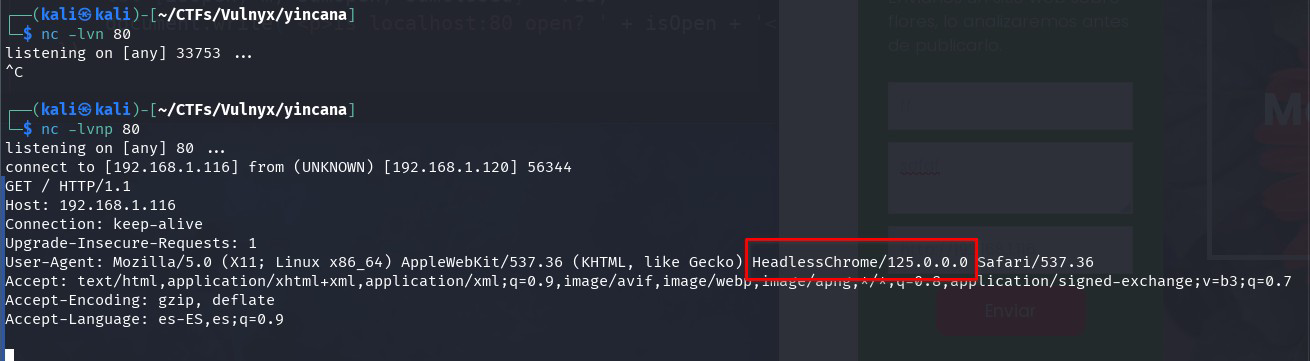 ┌──(kali㉿kali)-[~/CTFs/Vulnyx/yincana]
└─$ nc -lvn 80
listening on [any] 33753 ...
^C
┌──(kali㉿kali)-[~/CTFs/Vulnyx/yincana]
└─$ nc -lvnp 80
listening on [any] 80 ...
connect to [192.168.1.116] from (UNKNOWN) [192.168.1.120] 56344
GET / HTTP/1.1
Host: 192.168.1.116
Connection: keep-alive
Upgrade-Insecure-Requests: 1
User-Agent: Mozilla/5.0 (X11; Linux x86_64) AppleWebKit/537.36 (KHTML, like Gecko) HeadlessChrome/125.0.0.0 Safari/537.36
Accept: text/html,application/xhtml+xml,application/xml;q=0.9,image/avif,image/webp,image/apng,*/*;q=0.8,application/signed-exchange;v=b3;q=0.7
Accept-Encoding: gzip, deflate
Accept-Language: es-ES,es;q=0.9
localhost:80 open? ' + isOpen + '<
flores, lo analizaremos antes
de publicarlo
Enviar